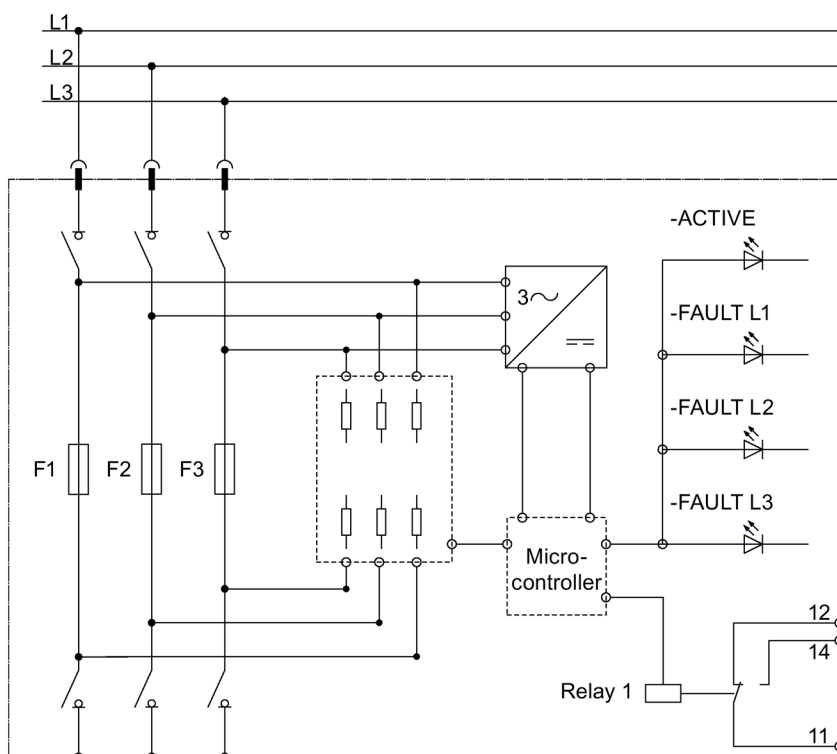 L1
L2
L3
-ACTIVE
3
-FAULT L1
-FAULT L2
F1
F2
F3
-FAULT L3
Micro-
controller
12
14
Relay 1
11